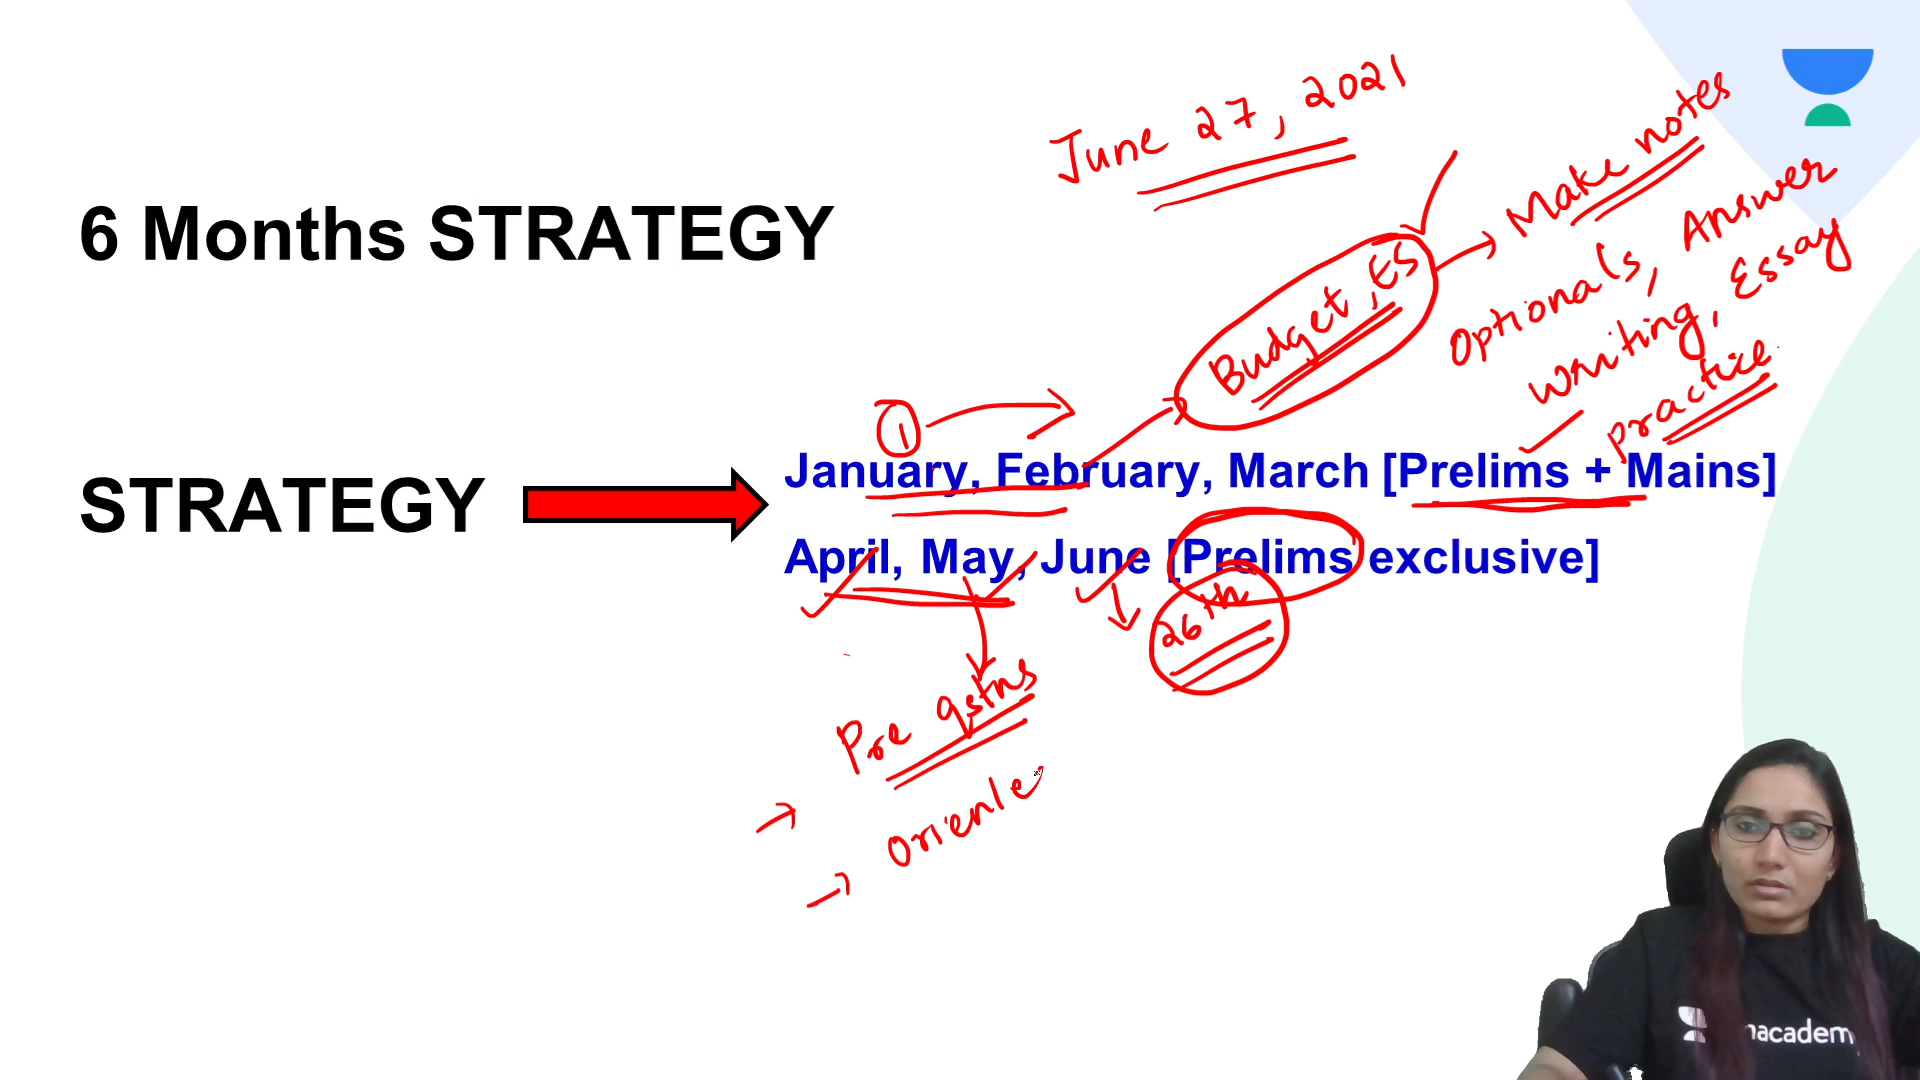 June 27, 2021
Make notes
6 Months STRATEGY
Budget, ES
Optionals, Answer
Writing, Essay
practice
1
STRATEGY
January, February, March [Prelims + Mains]
April, May, June [Prelims exclusive]
26th
Pre qstns
Oriente
nacadem